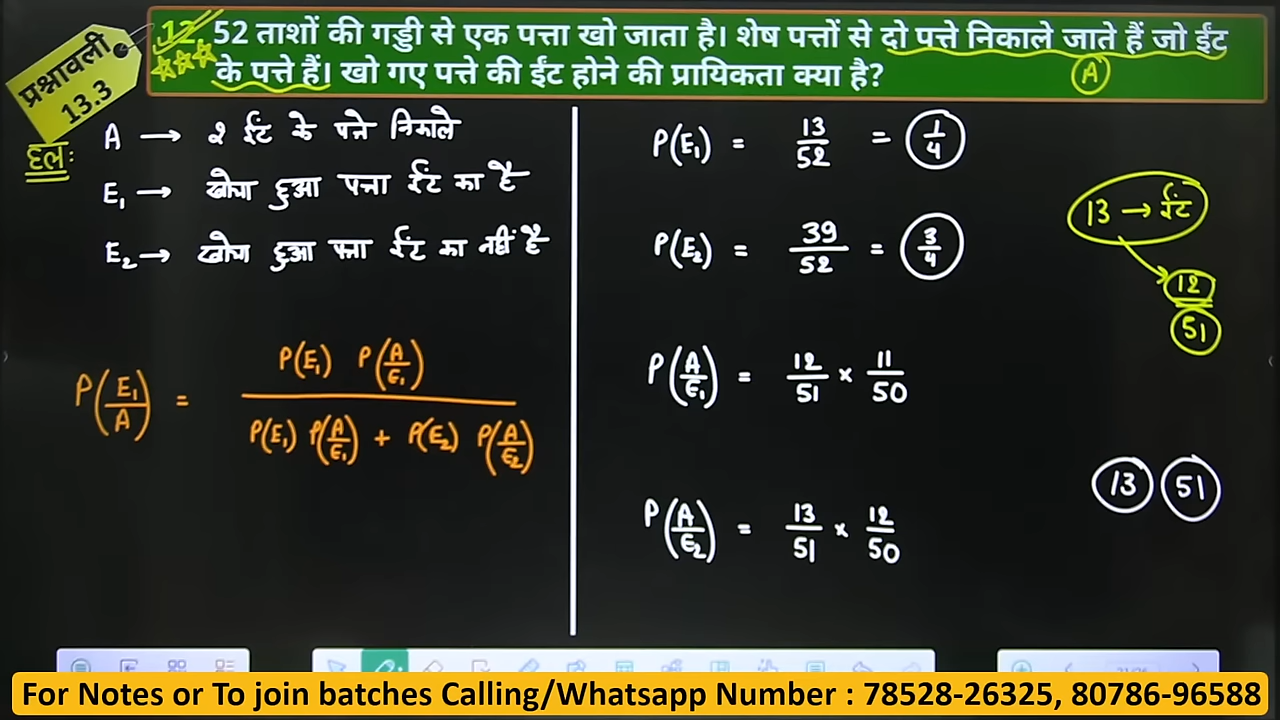 प्रश्नावली
13.3
12. 52 ताशों की गड्डी से एक पत्ता खो जाता है। शेष पत्तों से दो पत्ते निकाले जाते हैं जो ईंट
के पत्ते हैं। खो गए पत्ते की ईंट होने की प्रायिकता क्या है?
A
हल:
A → 2 ईंट के पत्ते निकाले
E₁ → खोया हुआ पत्ता ईंट का है
E₂ → खोया हुआ पत्ता ईंट का नहीं है
P(E₁/A) = P(E₁) P(A/E₁) / P(E₁) P(A/E₁) + P(E₂) P(A/E₂)
P(E₁) = 13/52 = 1/4
P(E₂) = 39/52 = 3/4
P(A/E₁) = 12/51 × 11/50
P(A/E₂) = 13/51 × 12/50
13 → ईंट
12
51
13 51
For Notes or To join batches Calling/Whatsapp Number : 78528-26325, 80786-96588